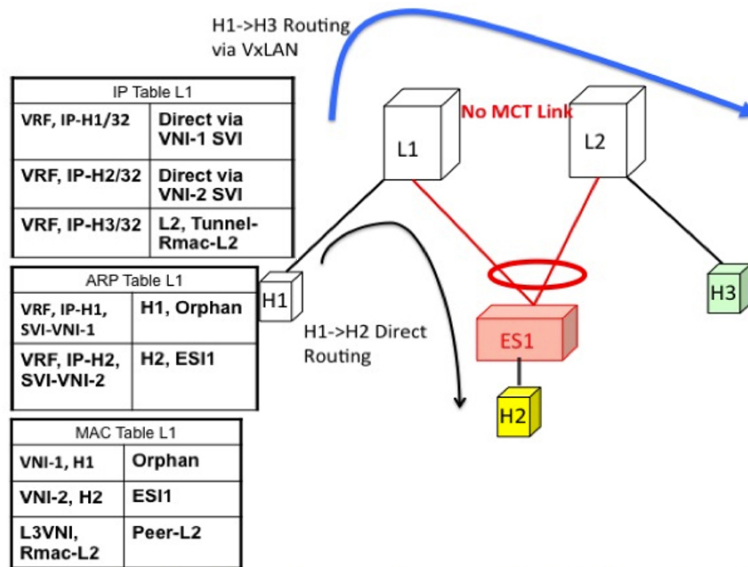 H1->H3 Routing
via VxLAN
IP Table L1
VRF, IP-H1/32
Direct via
VNI-1 SVI
VRF, IP-H2/32
Direct via
VNI-2 SVI
VRF, IP-H3/32
L2, Tunnel-
Rmac-L2
ARP Table L1
VRF, IP-H1,
SVI-VNI-1
H1, Orphan
VRF, IP-H2,
SVI-VNI-2
H2, ESI1
MAC Table L1
VNI-1, H1
Orphan
VNI-2, H2
ESI1
L3VNI,
Rmac-L2
Peer-L2
No MCT Link
L1
L2
H1
H3
H1->H2 Direct
Routing
ES1
H2